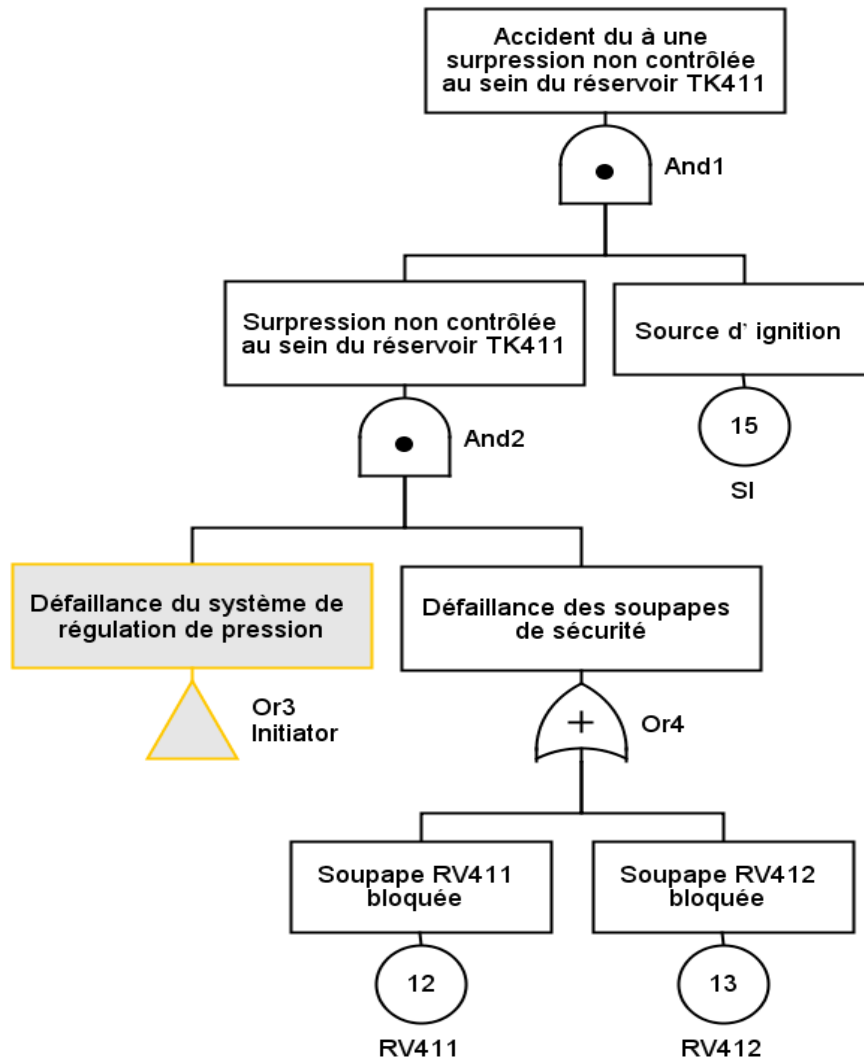 Accident du à une
surpression non contrôlée
au sein du réservoir TK411
And1
Surpression non contrôlée
au sein du réservoir TK411
Source d' ignition
And2
15
SI
Défaillance du système de
régulation de pression
Défaillance des soupapes
de sécurité
Or3
Initiator
Or4
Soupape RV411
bloquée
Soupape RV412
bloquée
12
13
RV411
RV412